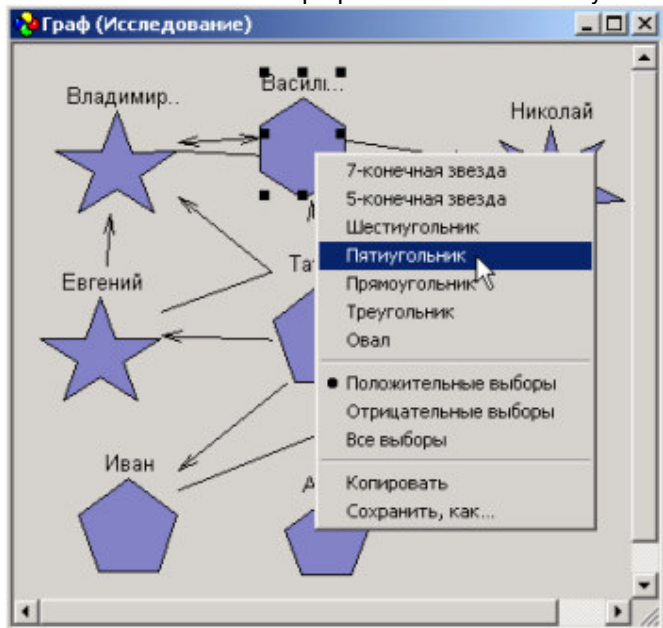 Граф (Исследование)
Владимир..
Василı...
Николай
7-конечная звезда
5-конечная звезда
Шестиугольник
Пятиугольник
Прямоугольник
Треугольник
Овал
Евгений
Тат
Положительные выборы
Отрицательные выборы
Все выборы
Иван
Копировать
Сохранить, как...